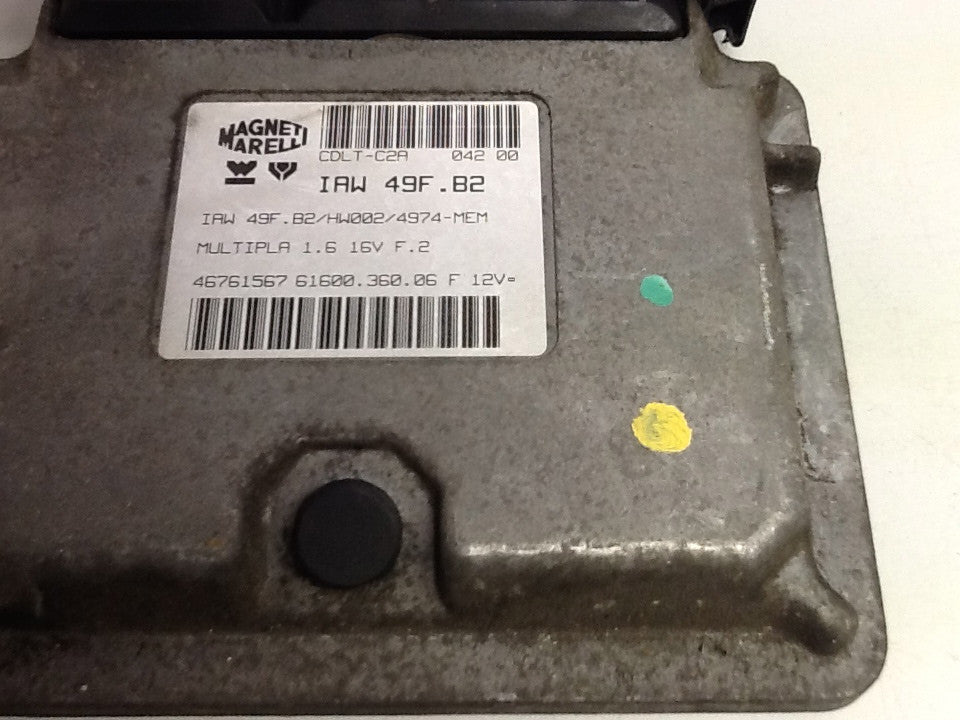 MAGNETI
MARELLI
CDLT-C2A 042 00
IAW 49F.B2
IAW 49F.B2/HW002/4974-MEM
MULTIPLA 1.6 16V F.2
46761567 61600.360.06 F 12V=